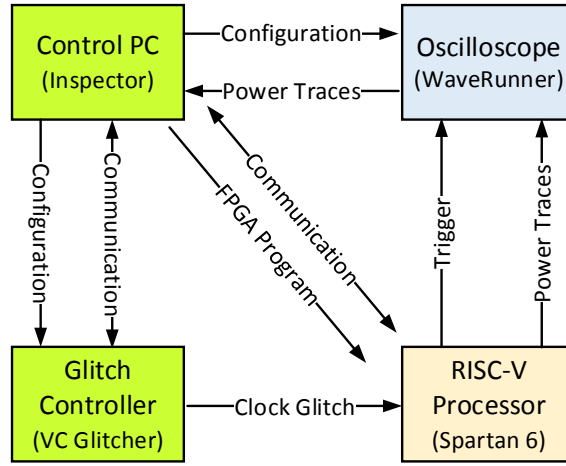 Control PC
(Inspector)
Configuration
Oscilloscope
(WaveRunner)
Power Traces
Configuration
Communication
FPGA Program
Communication
Trigger
Power Traces
Glitch
Controller
(VC Glitcher)
Clock Glitch
RISC-V
Processor
(Spartan 6)